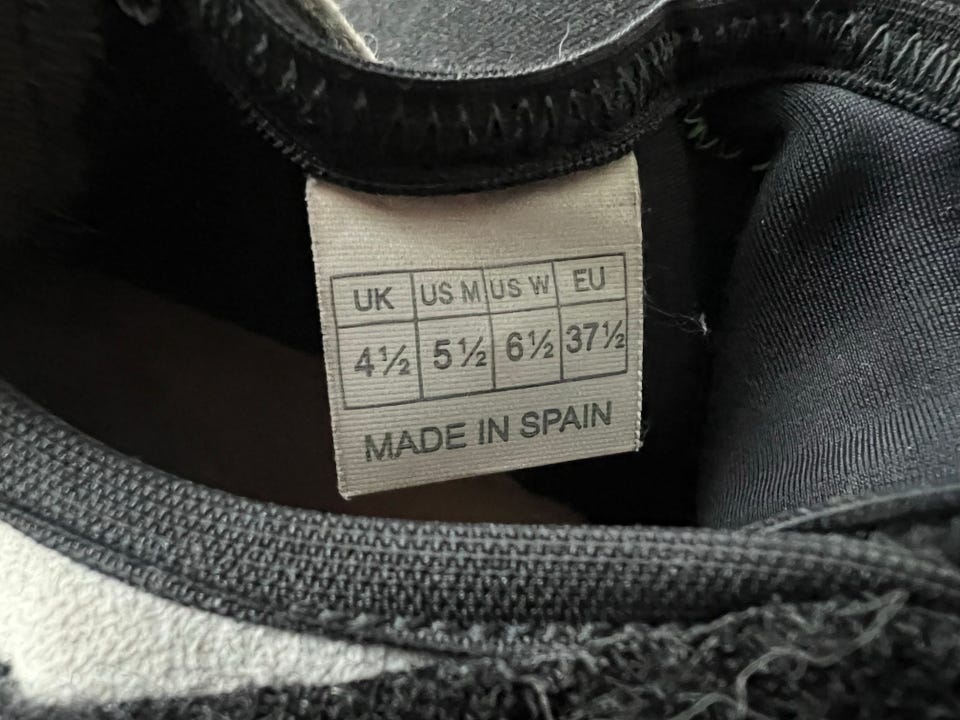 UK US M US W EU
4½ 5½ 6½ 37½
MADE IN SPAIN